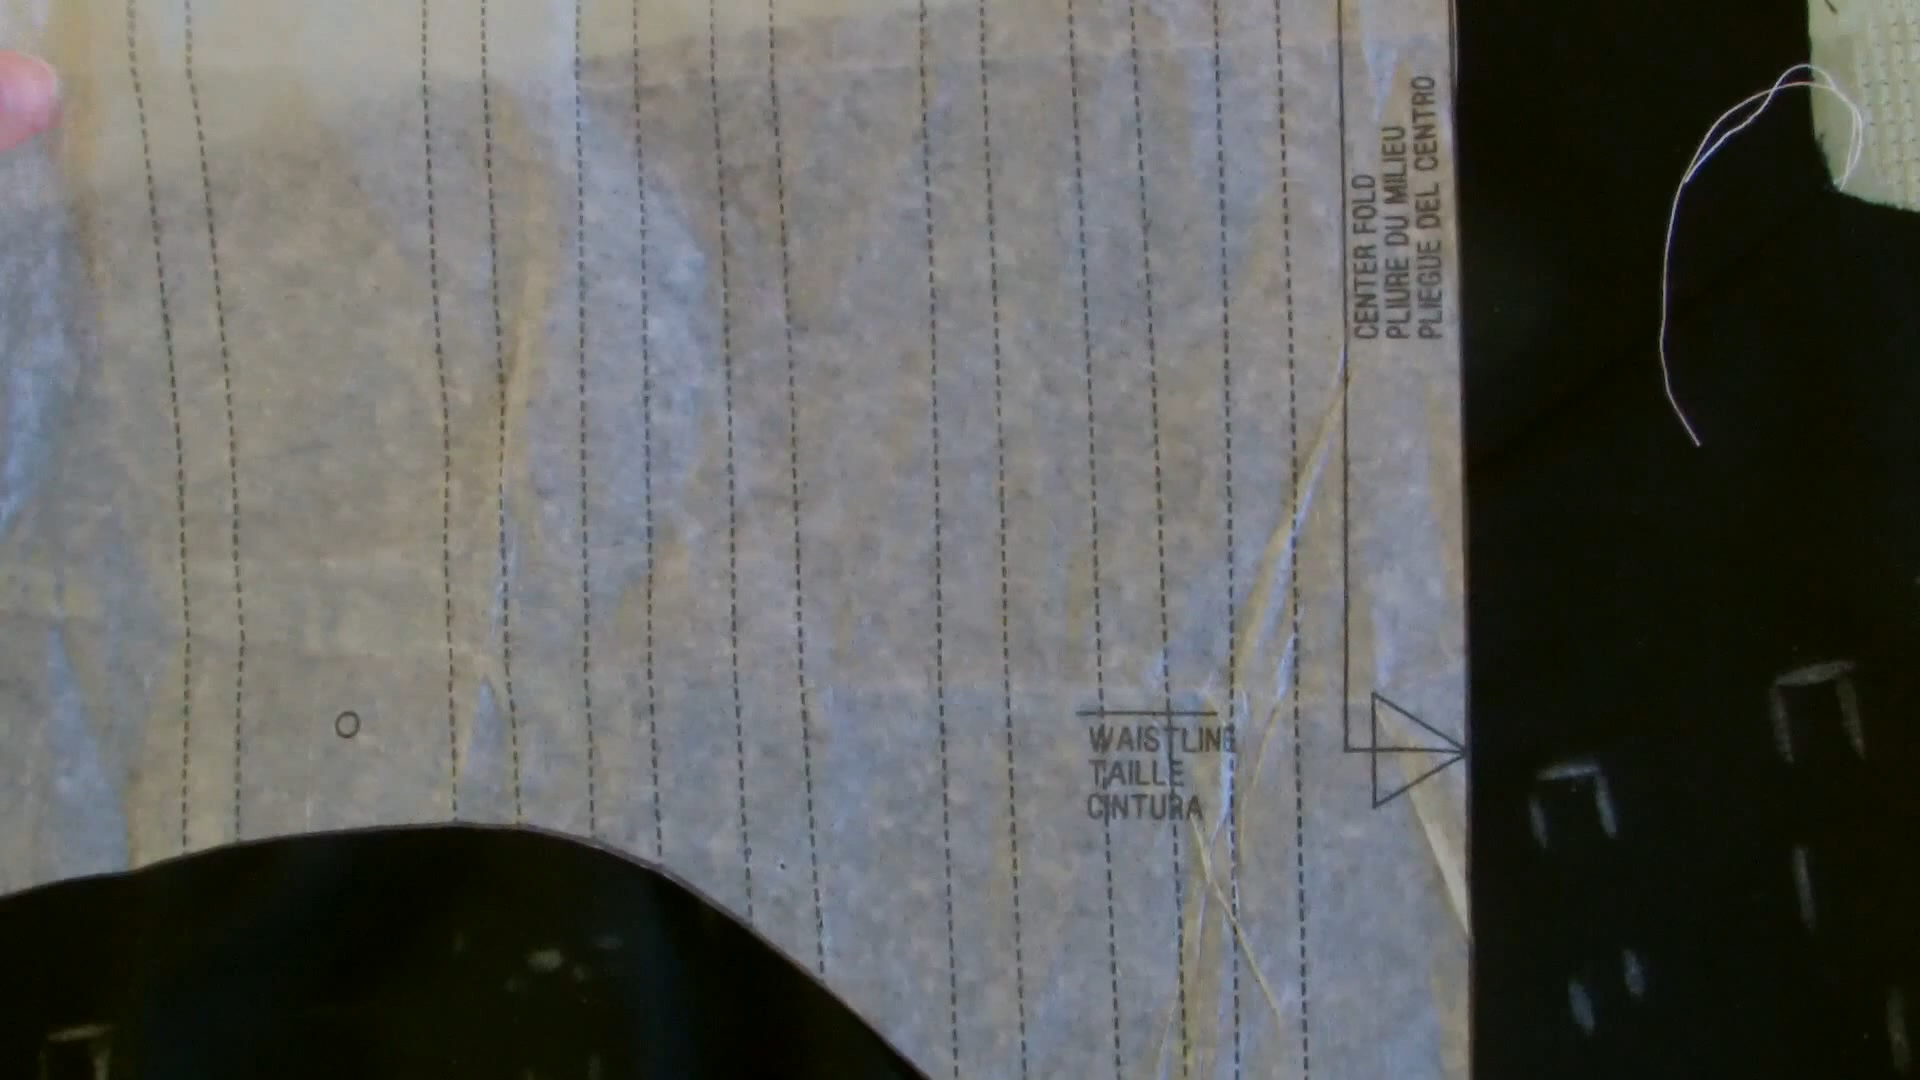 CENTER FOLD
PLIURE DU MILIEU
PLIEGUE DEL CENTRO
WAISTLINE
TAILLE
CINTURA